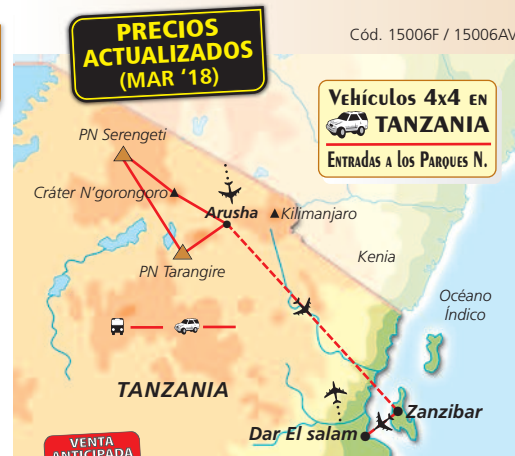 PRECIOS
ACTUALIZADOS
(MAR ‘18)
Cód. 15006F / 15006AV
Vehículos 4x4 EN
TANZANIA
Entradas a los Parques N.
PN Serengeti
Cráter N'gorongoro
Arusha
Kilimanjaro
PN Tarangire
Kenia
Océano
Índico
TANZANIA
Zanzibar
Dar El salam
VENTA
ANTICIPADA